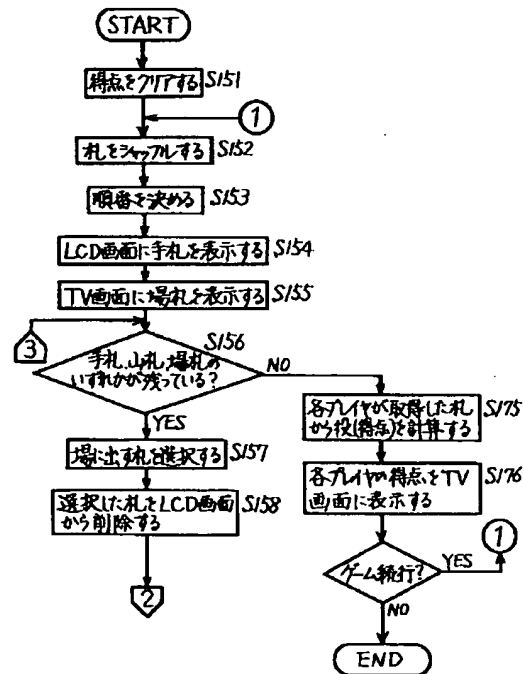 START
得点をクリアする S151
1
札をシャッフルする S152
順番を決める S153
LCD画面に手札を表示する S154
TV画面に場札を表示する S155
3
S156
手札、山札、場札の
いずれかが残っている?
NO
YES
場に出す札を選択する S157
選択した札をLCD画面
から削除する
S158
2
各プレイヤが取得した札
から役(得点)を計算する
S175
各プレイヤの得点をTV
画面に表示する
S176
1
ゲーム続行?
YES
NO
END